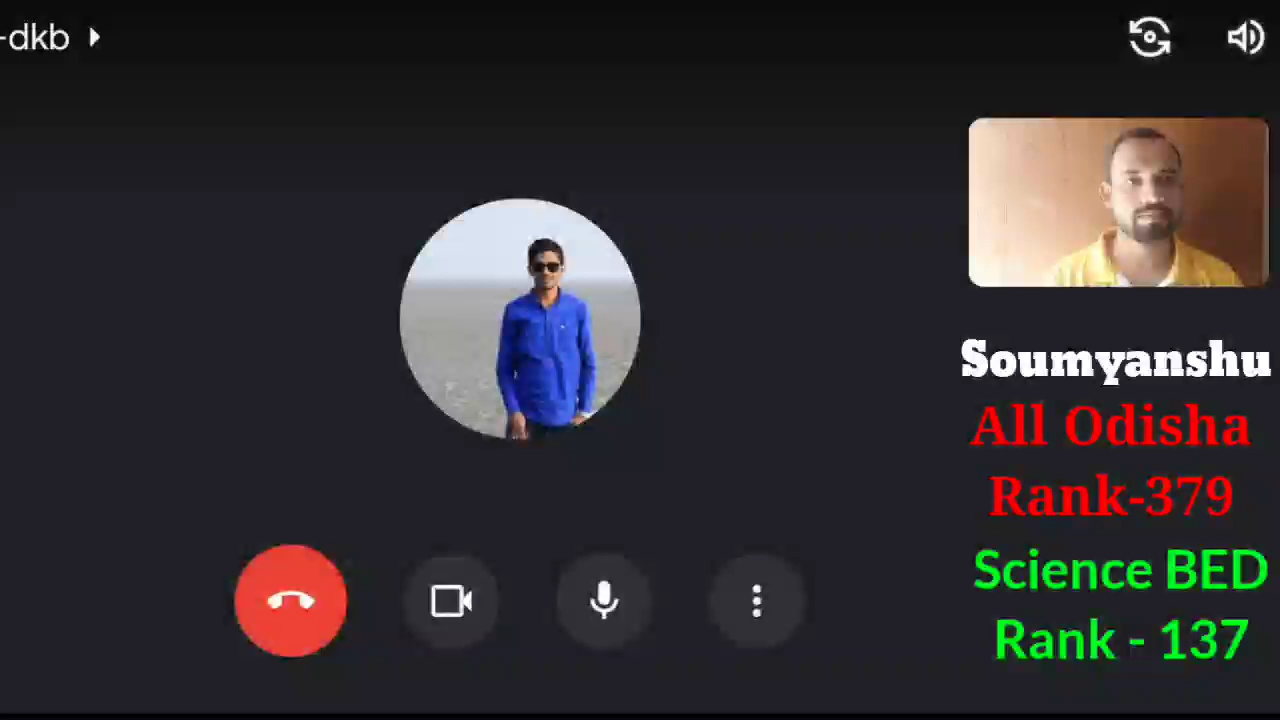 -dkb
Soumyanshu
All Odisha
Rank-379
Science BED
Rank - 137